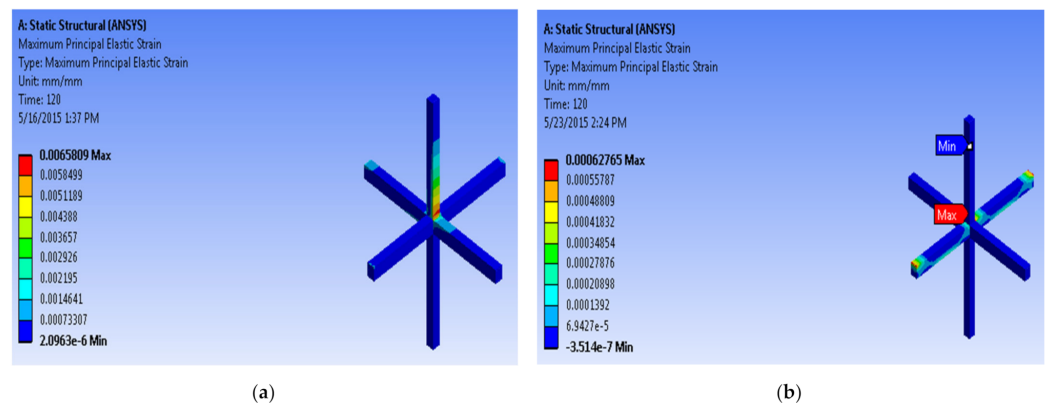 A: Static Structural (ANSYS)
Maximum Principal Elastic Strain
Type: Maximum Principal Elastic Strain
Unit: mm/mm
Time: 120
5/16/2015 1:37 PM
0.0065809 Max
0.0058499
0.0051189
0.004388
0.003657
0.002926
0.002195
0.0014641
0.00073307
2.0963e-6 Min
(a)
A: Static Structural (ANSYS)
Maximum Principal Elastic Strain
Type: Maximum Principal Elastic Strain
Unit: mm/mm
Time: 120
5/23/2015 2:24 PM
0.00062765 Max
0.00055787
0.00048809
0.00041832
0.00034854
0.00027876
0.00020898
0.0001392
6.9427e-5
-3.514e-7 Min
Min
Max
(b)